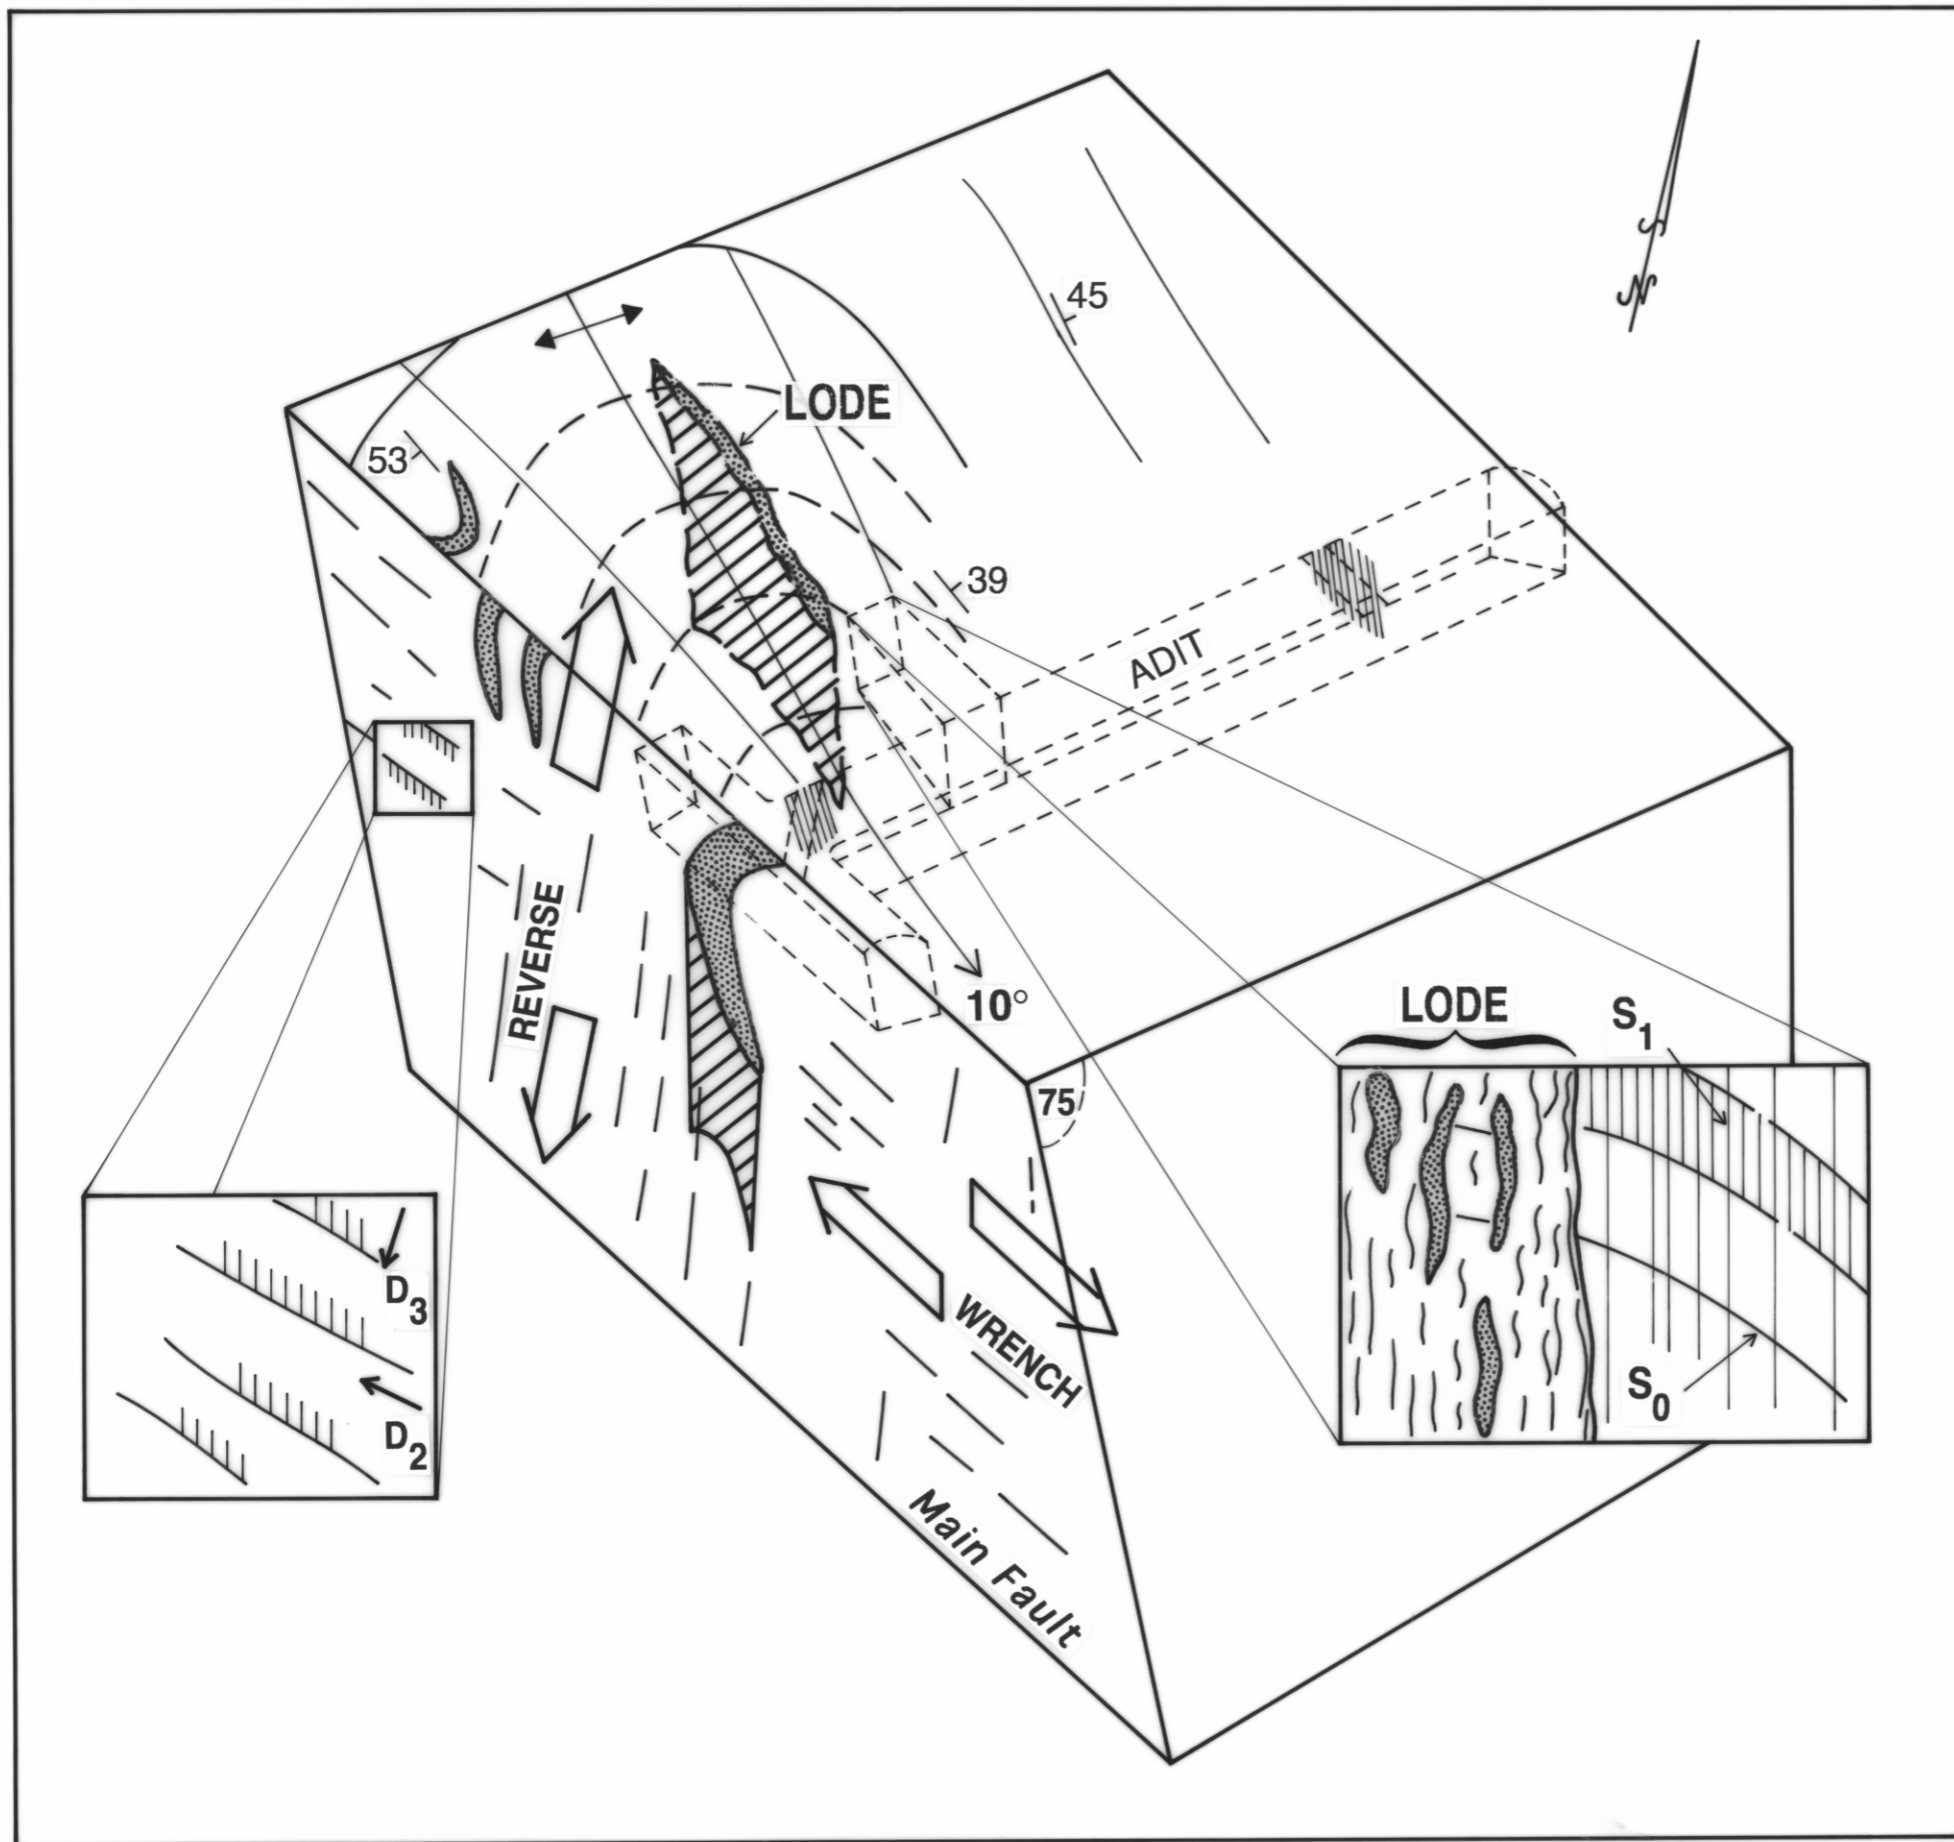 S
N
45
LODE
53
39
ADIT
10°
REVERSE
75
LODE
S1
WRENCH
D3
D2
S0
Main Fault